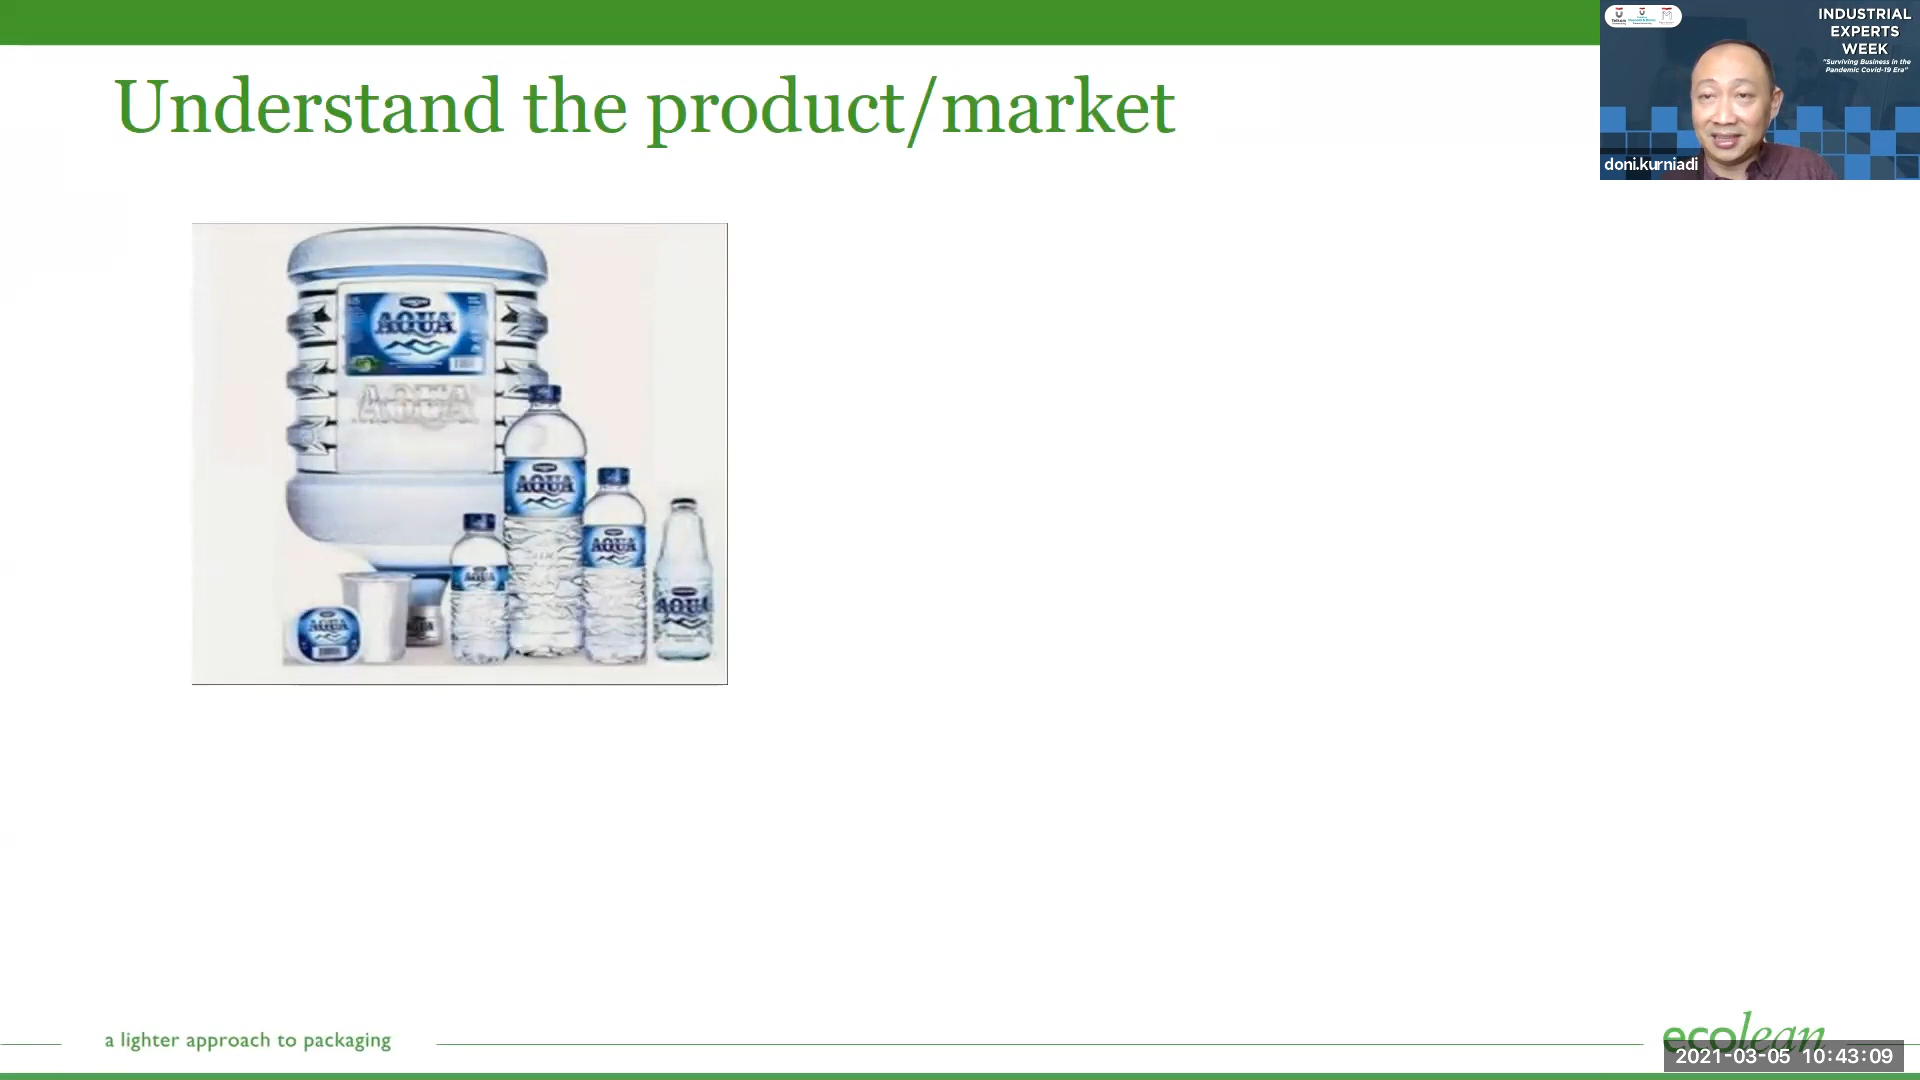 INDUSTRIAL
EXPERTS
WEEK
"Surviving Business in the
Pandemic Covid-19 Era"
doni.kurniadi
Understand the product/market
AQUA
AQUA
AQUA
AQUA
AQUA
AQUA
AQUA
a lighter approach to packaging
ecolean
2021-03-05 10:43:09